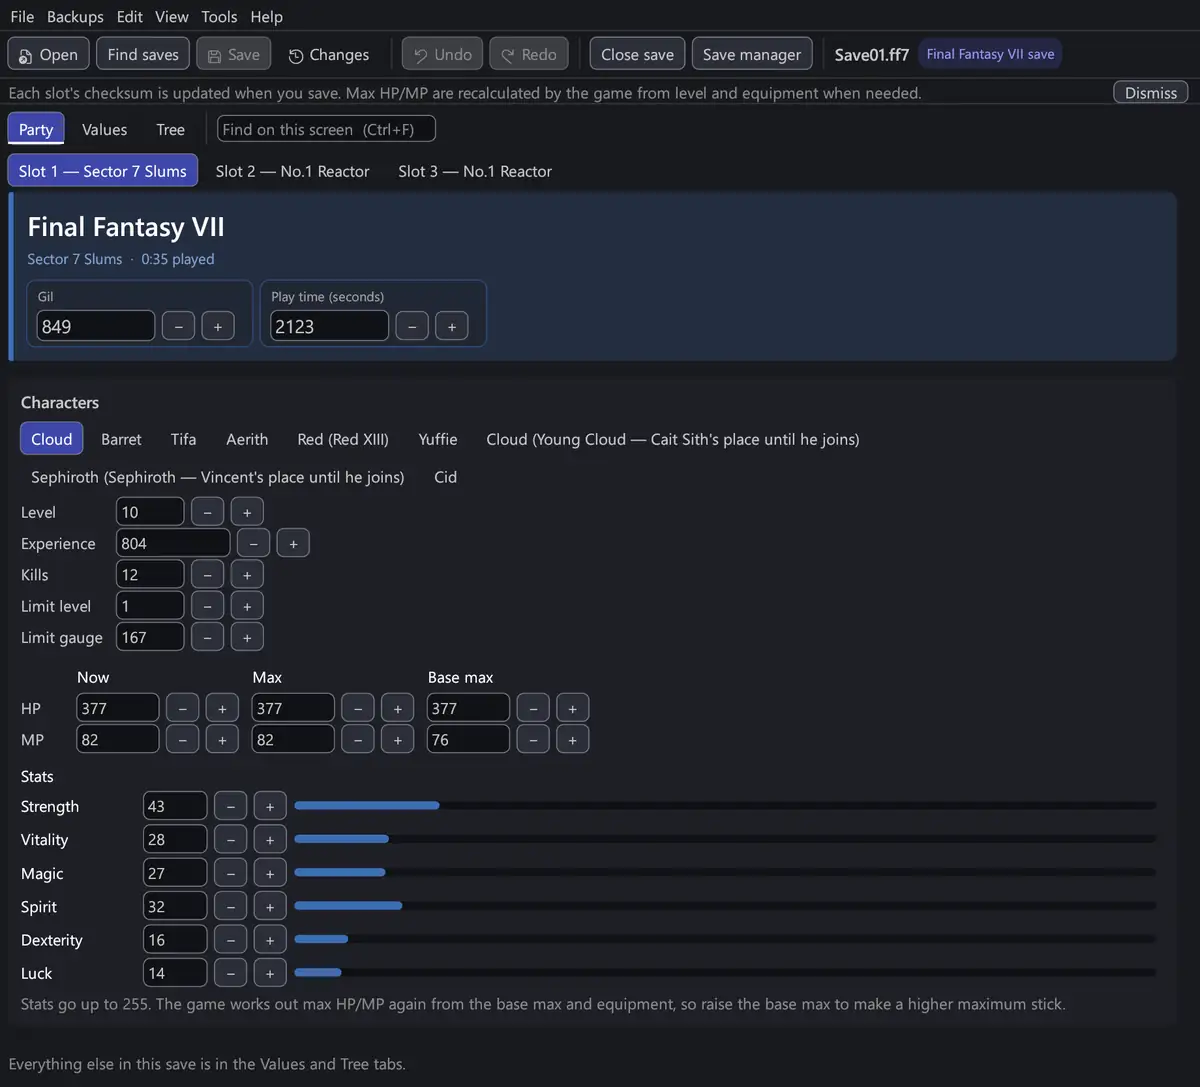 File Backups Edit View Tools Help
Open Find saves Save Changes Undo Redo Close save Save manager Save01.ff7 Final Fantasy VII save
Each slot's checksum is updated when you save. Max HP/MP are recalculated by the game from level and equipment when needed. Dismiss
Party Values Tree Find on this screen (Ctrl+F)
Slot 1 — Sector 7 Slums Slot 2 — No.1 Reactor Slot 3 — No.1 Reactor
Final Fantasy VII
Sector 7 Slums · 0:35 played
Gil Play time (seconds)
849 − + 2123 − +
Characters
Cloud Barret Tifa Aerith Red (Red XIII) Yuffie Cloud (Young Cloud — Cait Sith's place until he joins)
Sephiroth (Sephiroth — Vincent's place until he joins) Cid
Level 10 − +
Experience 804 − +
Kills 12 − +
Limit level 1 − +
Limit gauge 167 − +
Now Max Base max
HP 377 − + 377 − + 377 − +
MP 82 − + 82 − + 76 − +
Stats
Strength 43 − +
Vitality 28 − +
Magic 27 − +
Spirit 32 − +
Dexterity 16 − +
Luck 14 − +
Stats go up to 255. The game works out max HP/MP again from the base max and equipment, so raise the base max to make a higher maximum stick.
Everything else in this save is in the Values and Tree tabs.